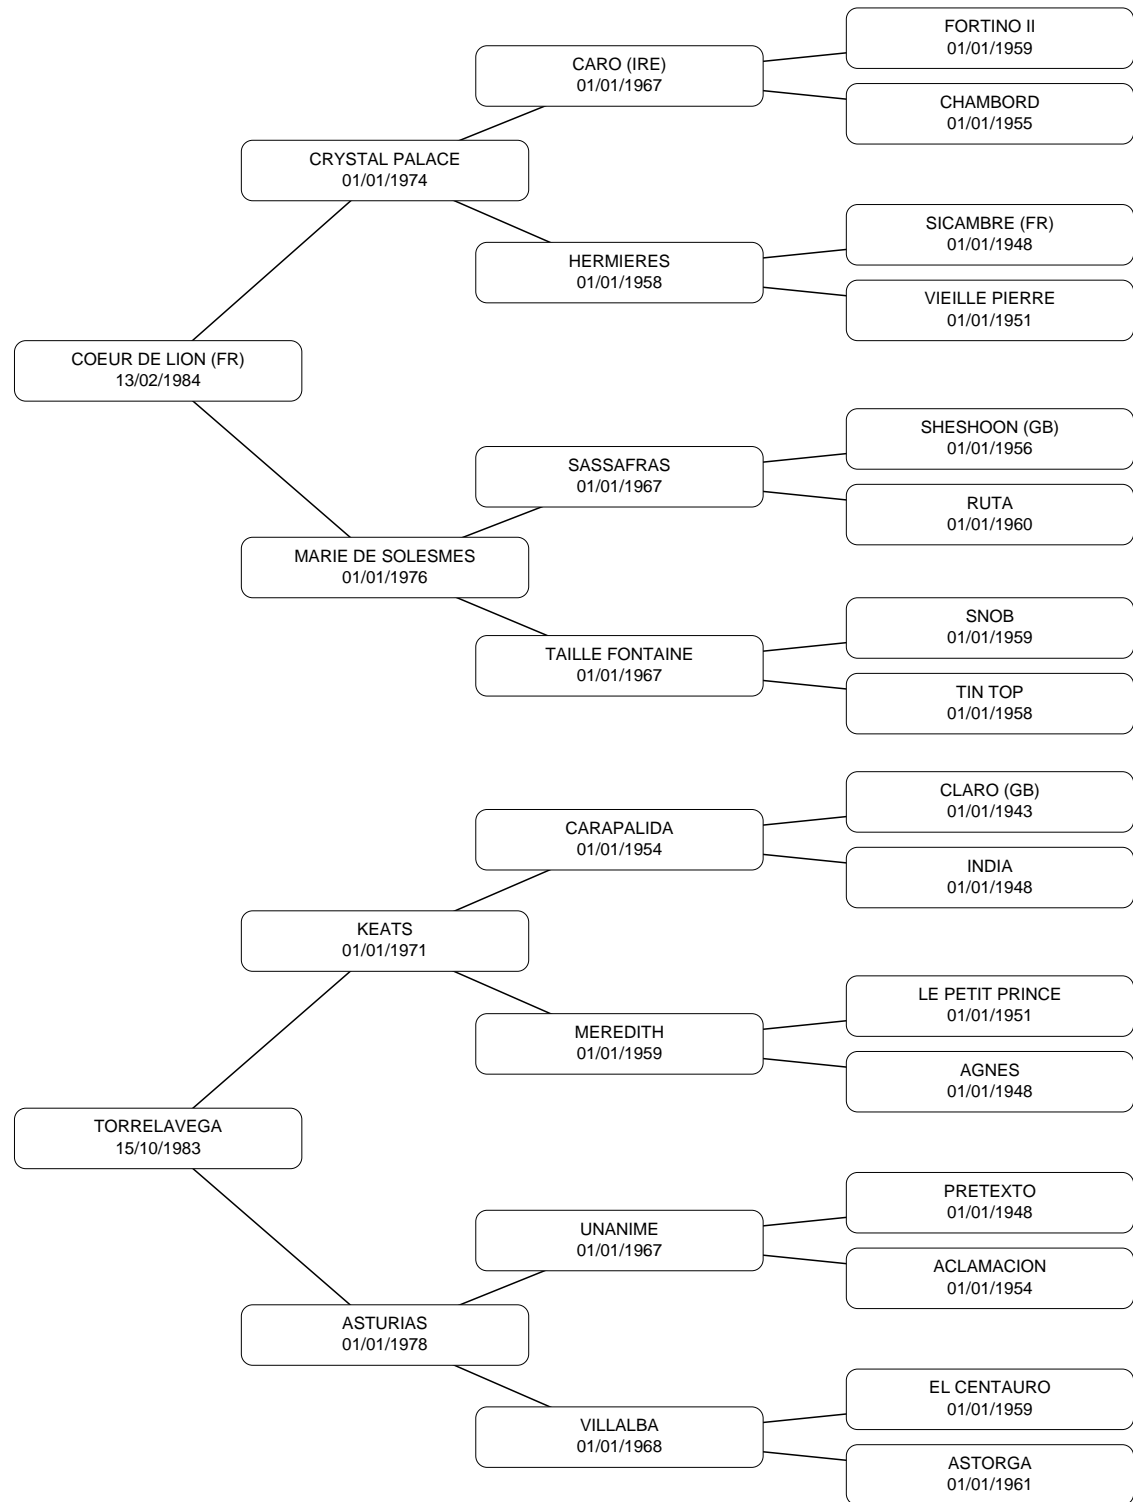 FORTINO II
01/01/1959
CARO (IRE)
01/01/1967
CHAMBORD
01/01/1955
CRYSTAL PALACE
01/01/1974
SICAMBRE (FR)
01/01/1948
HERMIERES
01/01/1958
VIEILLE PIERRE
01/01/1951
COEUR DE LION (FR)
13/02/1984
SHESHOON (GB)
01/01/1956
SASSAFRAS
01/01/1967
RUTA
01/01/1960
MARIE DE SOLESMES
01/01/1976
SNOB
01/01/1959
TAILLE FONTAINE
01/01/1967
TIN TOP
01/01/1958
CLARO (GB)
01/01/1943
CARAPALIDA
01/01/1954
INDIA
01/01/1948
KEATS
01/01/1971
LE PETIT PRINCE
01/01/1951
MEREDITH
01/01/1959
AGNES
01/01/1948
TORRELAVEGA
15/10/1983
PRETEXTO
01/01/1948
UNANIME
01/01/1967
ACLAMACION
01/01/1954
ASTURIAS
01/01/1978
EL CENTAURO
01/01/1959
VILLALBA
01/01/1968
ASTORGA
01/01/1961